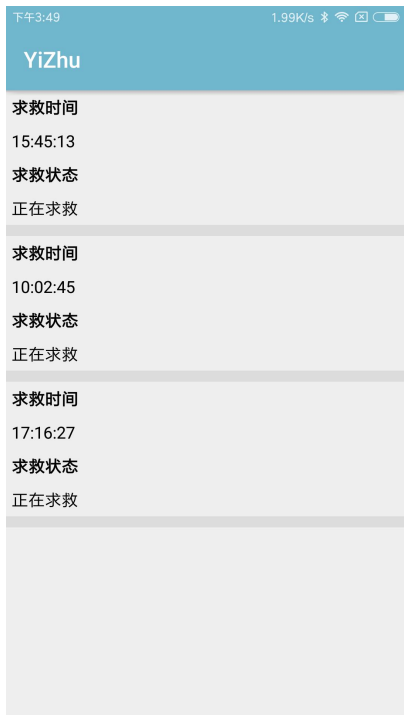 下午3:49 1.99K/s
YiZhu
求救时间
15:45:13
求救状态
正在求救
求救时间
10:02:45
求救状态
正在求救
求救时间
17:16:27
求救状态
正在求救